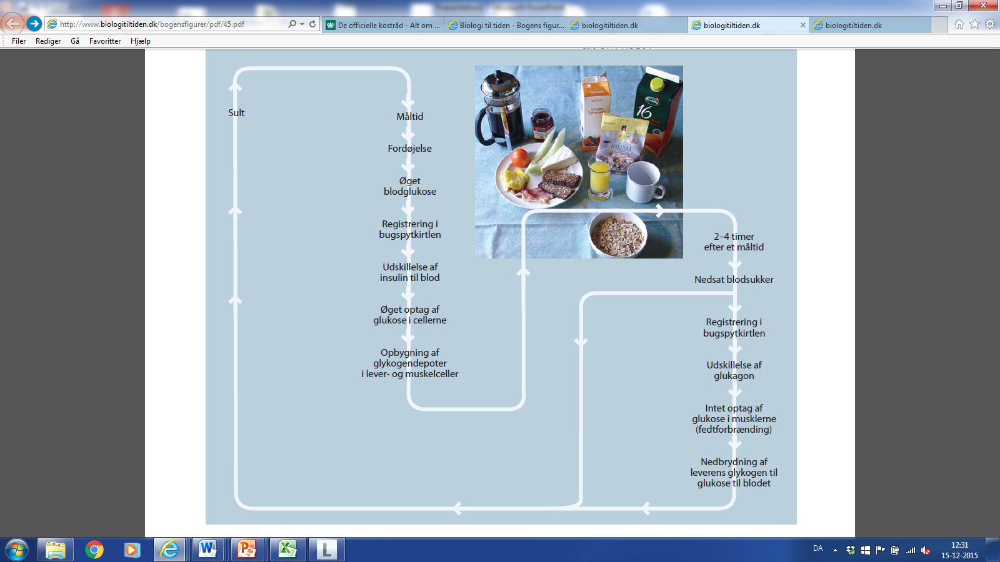 http://www.biologitiltiden.dk/bogensfigurer/pdf/45.pdf
De officielle kostråd - Alt om ...
Biologi til tiden - Bogens figur...
biologitiltiden.dk
biologitiltiden.dk
biologitiltiden.dk
Filer Rediger Gå Favoritter Hjælp
Sult
Måltid
Fordøjelse
Øget
blodglukose
Registrering i
bugspytkirtlen
Udskillelse af
insulin til blod
Øget optag af
glukose i cellerne
Opbygning af
glykogendepoter
i lever- og muskelceller
16
MÜSLI
2–4 timer
efter et måltid
Nedsat blodsukker
Registrering i
bugspytkirtlen
Udskillelse af
glukagon
Intet optag af
glukose i musklerne
(fedtforbrænding)
Nedbrydning af
leverens glykogen til
glukose til blodet
DA
12:31
15-12-2015